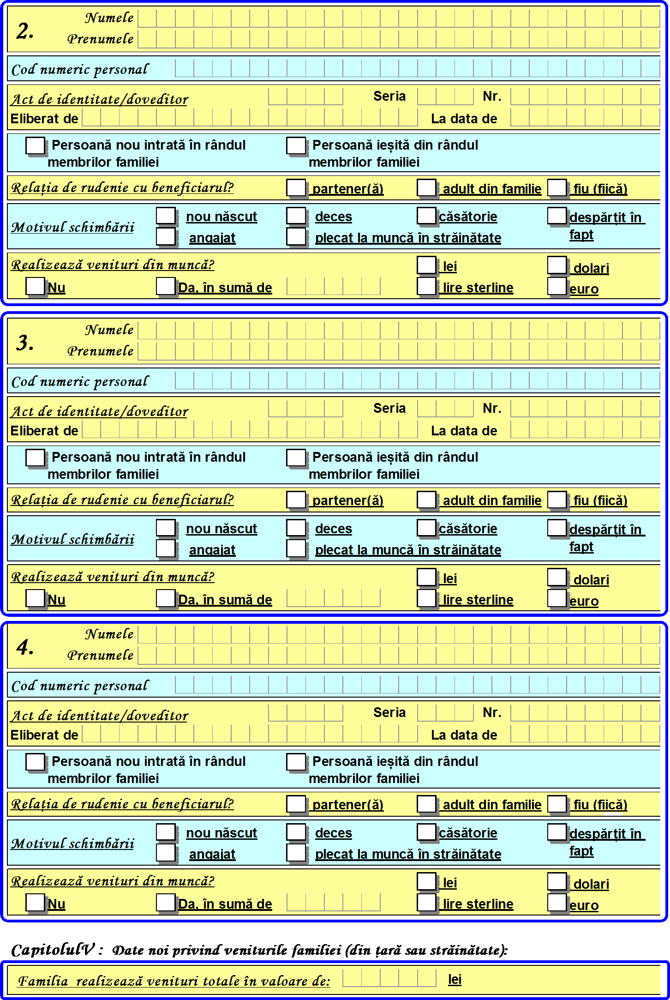 2. Numele
Prenumele
Cod numeric personal
Act de identitate/doveditor Seria Nr.
Eliberat de La data de
Persoană nou intrată în rândul membrilor familiei Persoană ieșită din rândul membrilor familiei
Relația de rudenie cu beneficiarul? partener(ă) adult din familie fiu (fiică)
Motivul schimbării nou născut deces căsătorie despărțit în fapt
angajat plecat la muncă în străinătate
Realizează venituri din muncă? lei dolari
Nu Da, în sumă de lire sterline euro
3. Numele
Prenumele
Cod numeric personal
Act de identitate/doveditor Seria Nr.
Eliberat de La data de
Persoană nou intrată în rândul membrilor familiei Persoană ieșită din rândul membrilor familiei
Relația de rudenie cu beneficiarul? partener(ă) adult din familie fiu (fiică)
Motivul schimbării nou născut deces căsătorie despărțit în fapt
angajat plecat la muncă în străinătate
Realizează venituri din muncă? lei dolari
Nu Da, în sumă de lire sterline euro
4. Numele
Prenumele
Cod numeric personal
Act de identitate/doveditor Seria Nr.
Eliberat de La data de
Persoană nou intrată în rândul membrilor familiei Persoană ieșită din rândul membrilor familiei
Relația de rudenie cu beneficiarul? partener(ă) adult din familie fiu (fiică)
Motivul schimbării nou născut deces căsătorie despărțit în fapt
angajat plecat la muncă în străinătate
Realizează venituri din muncă? lei dolari
Nu Da, în sumă de lire sterline euro
CapitolulV : Date noi privind veniturile familiei (din țară sau străinătate):
Familia realizează venituri totale în valoare de: lei